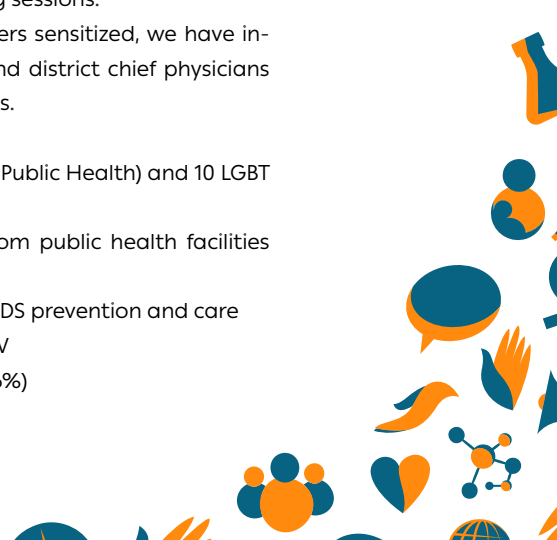 g sessions.
ers sensitized, we have in-
nd district chief physicians
s.
Public Health) and 10 LGBT
om public health facilities
DS prevention and care
V
%)